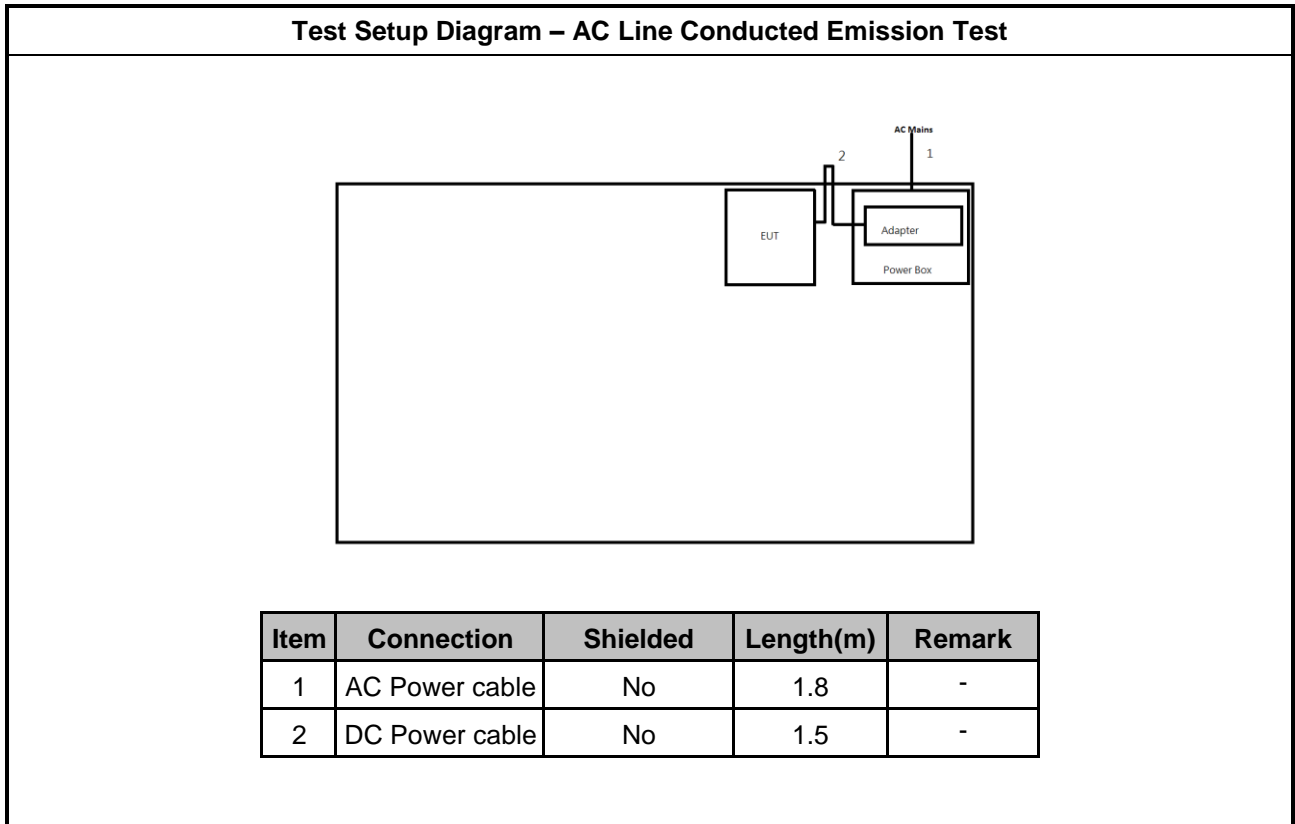 Test Setup Diagram – AC Line Conducted Emission Test
AC Mains
2
1
EUT
Adapter
Power Box
Item Connection Shielded Length(m) Remark
1 AC Power cable No 1.8 -
2 DC Power cable No 1.5 -